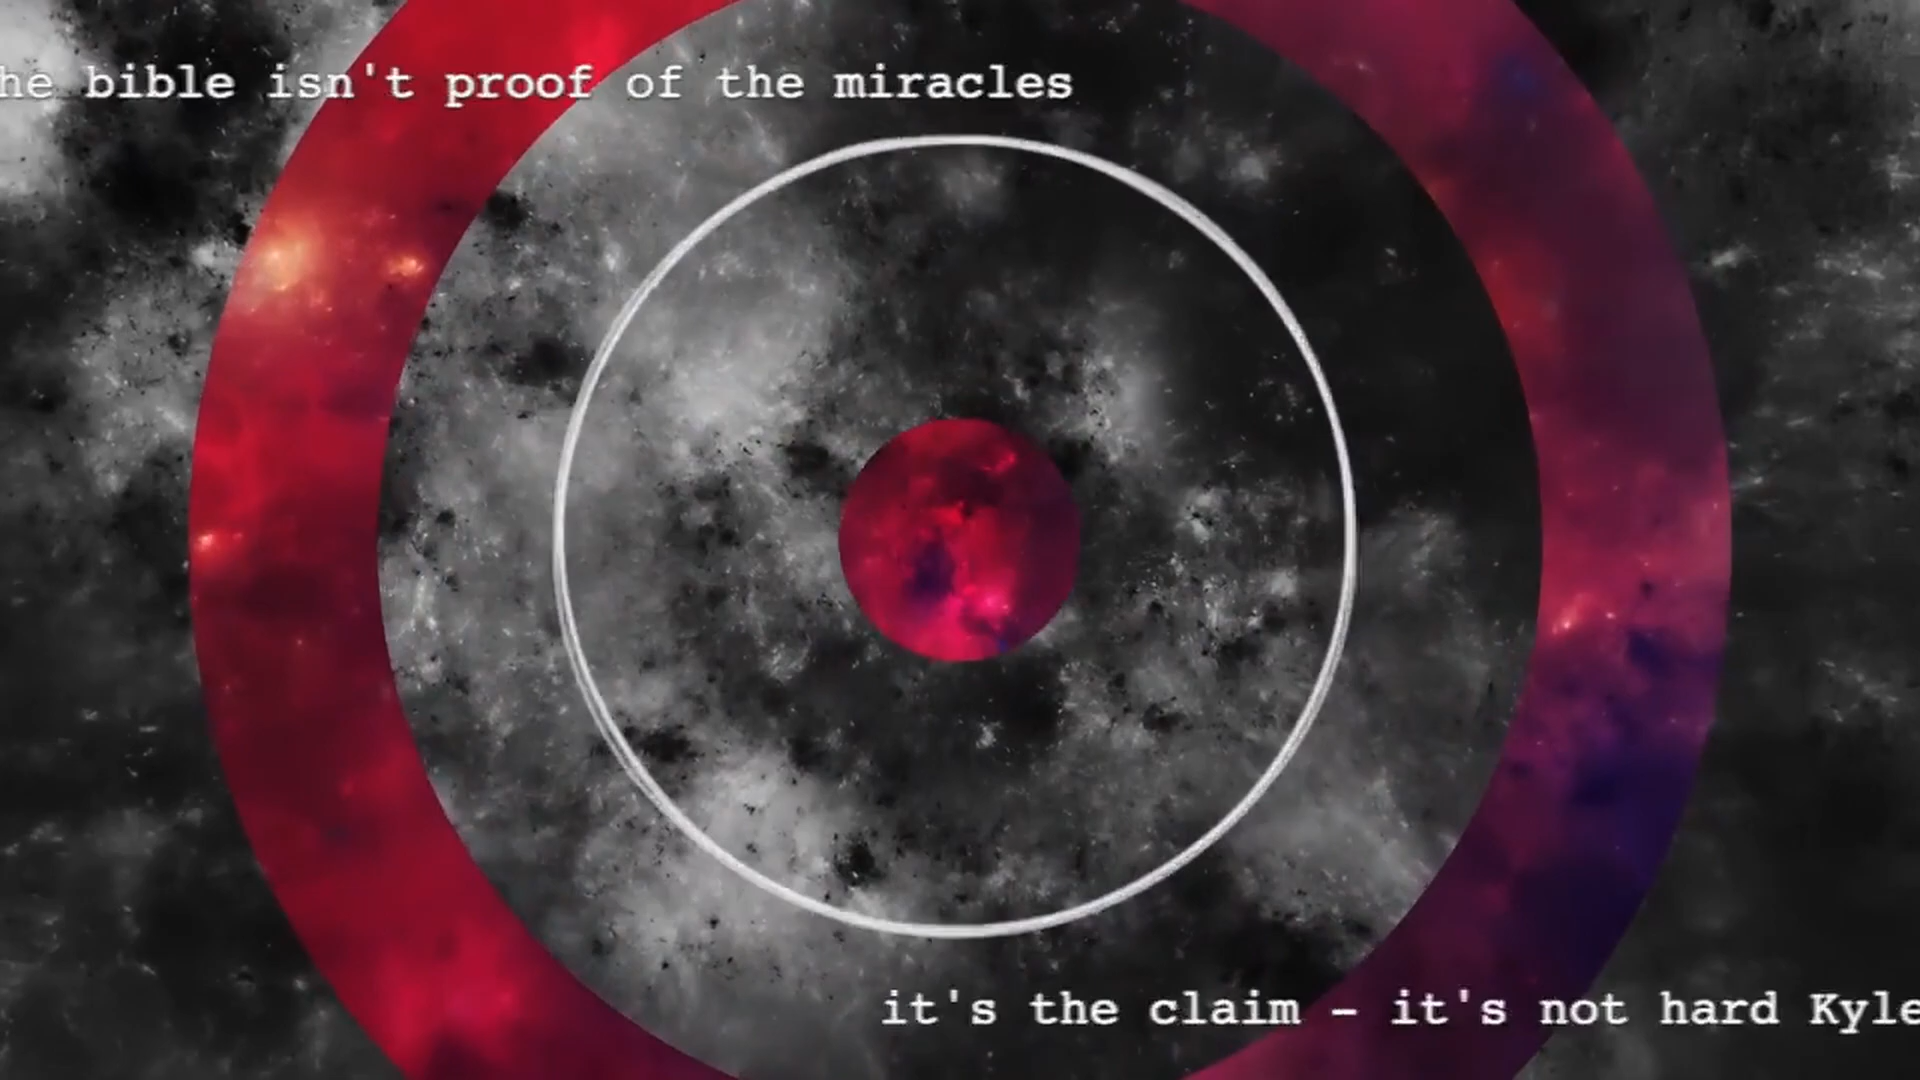 he bible isn't proof of the miracles
it's the claim – it's not hard Kyle